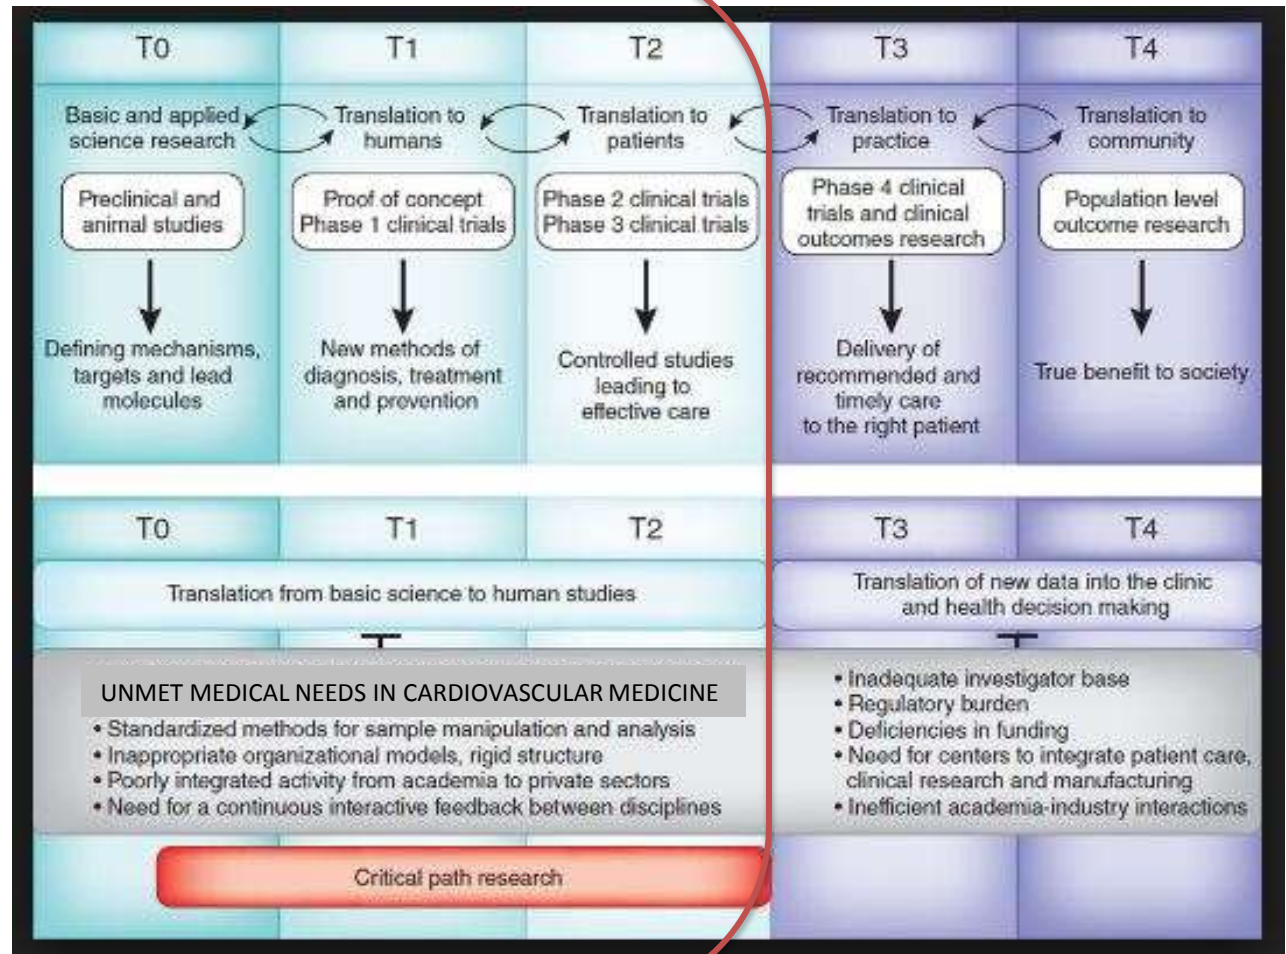 T0
T1
T2
T3
T4
Basic and applied
science research
Translation to
humans
Translation to
patients
Translation to
practice
Translation to
community
Preclinical and
animal studies
Proof of concept
Phase 1 clinical trials
Phase 2 clinical trials
Phase 3 clinical trials
Phase 4 clinical
trials and clinical
outcomes research
Population level
outcome research
Defining mechanisms,
targets and lead
molecules
New methods of
diagnosis, treatment
and prevention
Controlled studies
leading to
effective care
Delivery of
recommended and
timely care
to the right patient
True benefit to society
T0
T1
T2
T3
T4
Translation from basic science to human studies
Translation of new data into the clinic
and health decision making
UNMET MEDICAL NEEDS IN CARDIOVASCULAR MEDICINE
• Standardized methods for sample manipulation and analysis
• Inappropriate organizational models, rigid structure
• Poorly integrated activity from academia to private sectors
• Need for a continuous interactive feedback between disciplines
• Inadequate investigator base
• Regulatory burden
• Deficiencies in funding
• Need for centers to integrate patient care,
clinical research and manufacturing
• Inefficient academia-industry interactions
Critical path research